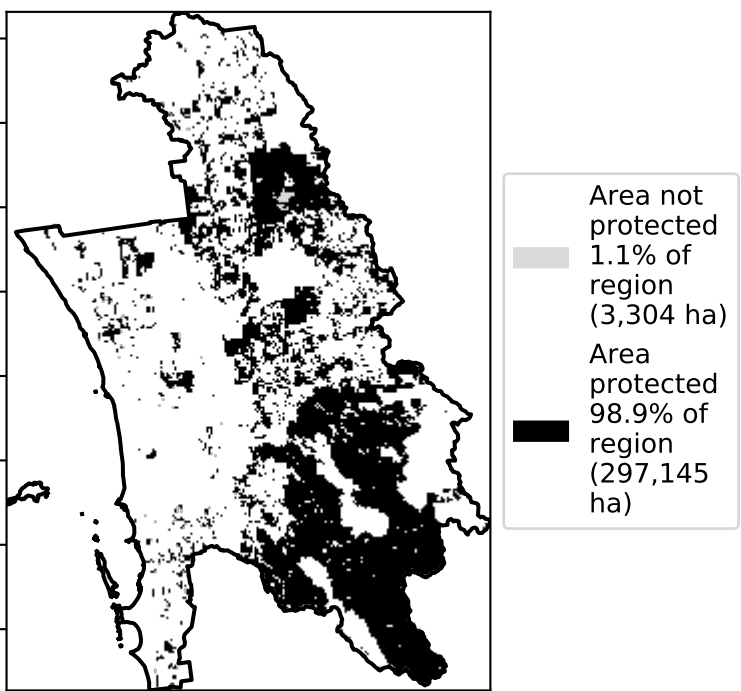 Area not
protected
1.1% of
region
(3,304 ha)
Area
protected
98.9% of
region
(297,145
ha)